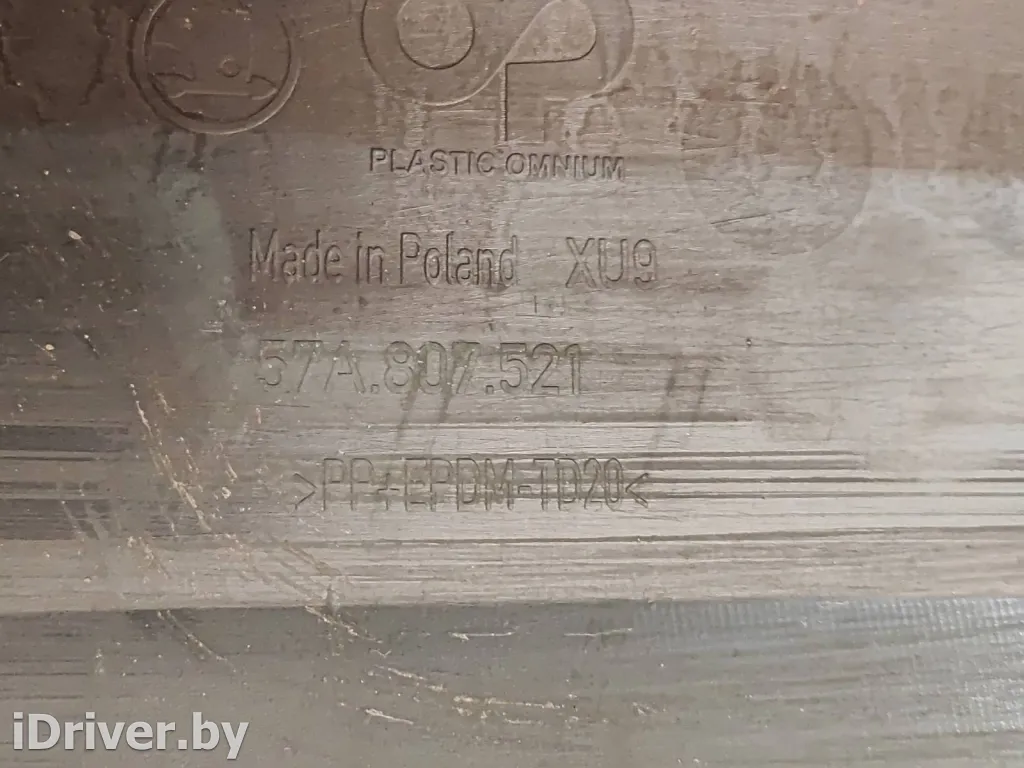 PLASTIC OMNIUM
Made in Poland XU9
57A.807.521
>PP+EPDM-TD20<
iDriver.by